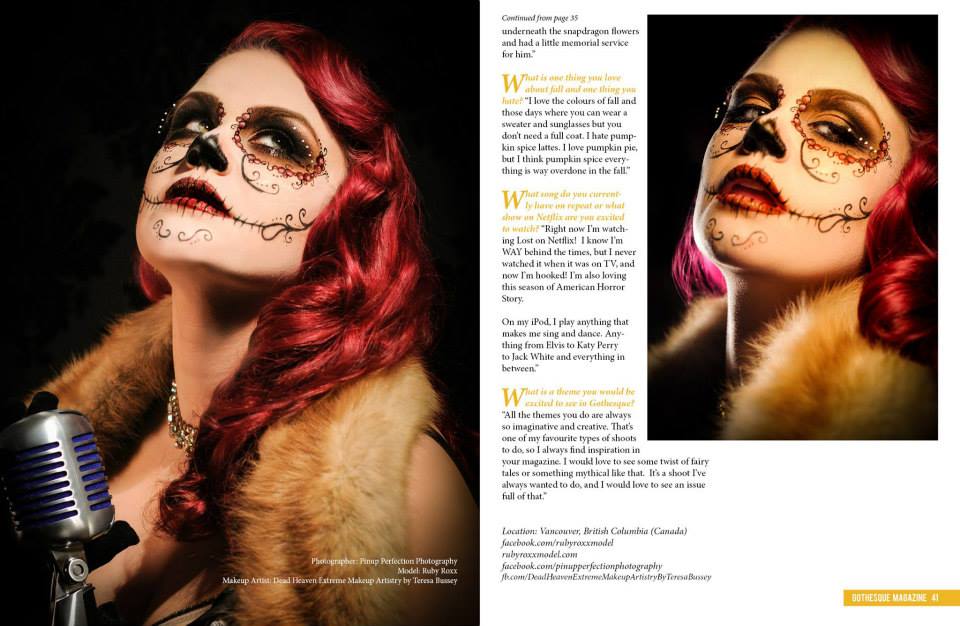 Photographer: Pinup Perfection Photography
Model: Ruby Roxx
Makeup Artist: Dead Heaven Extreme Makeup Artistry by Teresa Bussey
Continued from page 35
underneath the snapdragon flowers
and had a little memorial service
for him."
What is one thing you love
about fall and one thing you
hate? "I love the colours of fall and
those days where you can wear a
sweater and sunglasses but you
don't need a full coat. I hate pump-
kin spice lattes. I love pumpkin pie,
but I think pumpkin spice every-
thing is way overdone in the fall."
What song do you current-
ly have on repeat or what
show on Netflix are you excited
to watch? "Right now I'm watch-
ing Lost on Netflix!  I know I'm
WAY behind the times, but I never
watched it when it was on TV, and
now I'm hooked! I'm also loving
this season of American Horror
Story.
On my iPod, I play anything that
makes me sing and dance. Any-
thing from Elvis to Katy Perry
to Jack White and everything in
between."
What is a theme you would be
excited to see in Gothesque?
"All the themes you do are always
so imaginative and creative. That's
one of my favourite types of shoots
to do, so I always find inspiration in
your magazine. I would love to see some twist of fairy
tales or something mythical like that.  It's a shoot I've
always wanted to do, and I would love to see an issue
full of that."
Location: Vancouver, British Columbia (Canada)
facebook.com/rubyroxxmodel
rubyroxxmodel.com
facebook.com/pinupperfectionphotography
fb.com/DeadHeavenExtremeMakeupArtistryByTeresaBussey
GOTHESQUE MAGAZINE 41